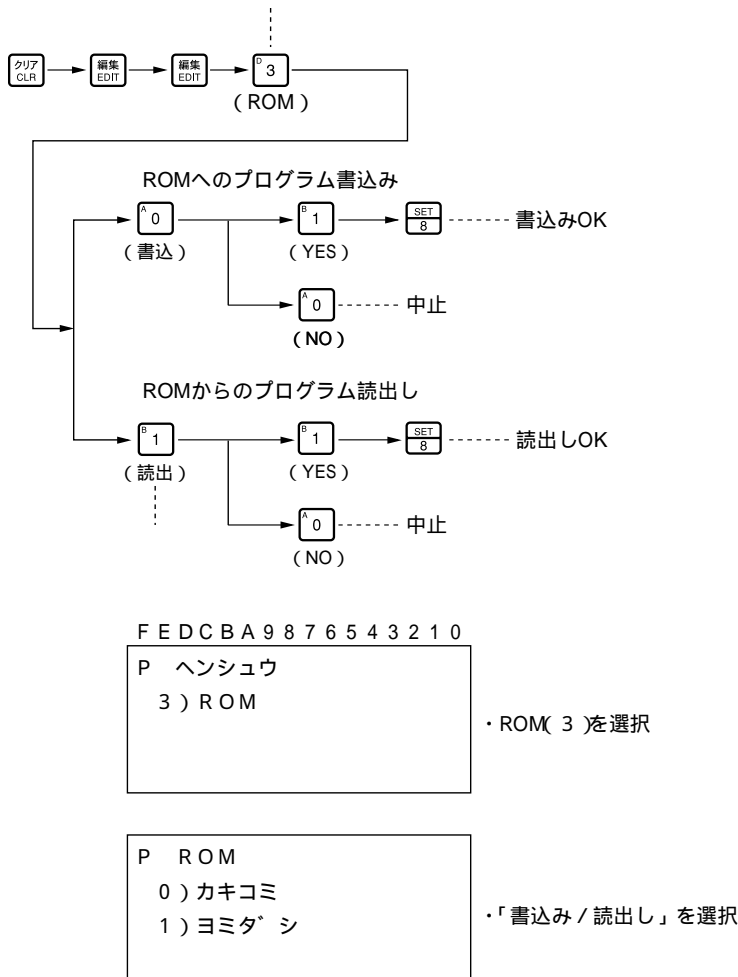 クリア 編集 編集 D
CLR EDIT EDIT 3
(ROM)
ROMへのプログラム書込み
A 0 B 1 SET 8 書込みOK
(書込) (YES)
A 0 中止
(NO)
ROMからのプログラム読出し
B 1 B 1 SET 8 読出しOK
(読出) (YES)
A 0 中止
(NO)
F E D C B A 9 8 7 6 5 4 3 2 1 0
P ヘンシュウ
3 ) R O M
・ROM( 3 )を選択
P R O M
0 ) カキコミ
1 ) ヨミタ゛シ
・「書込み / 読出し」を選択